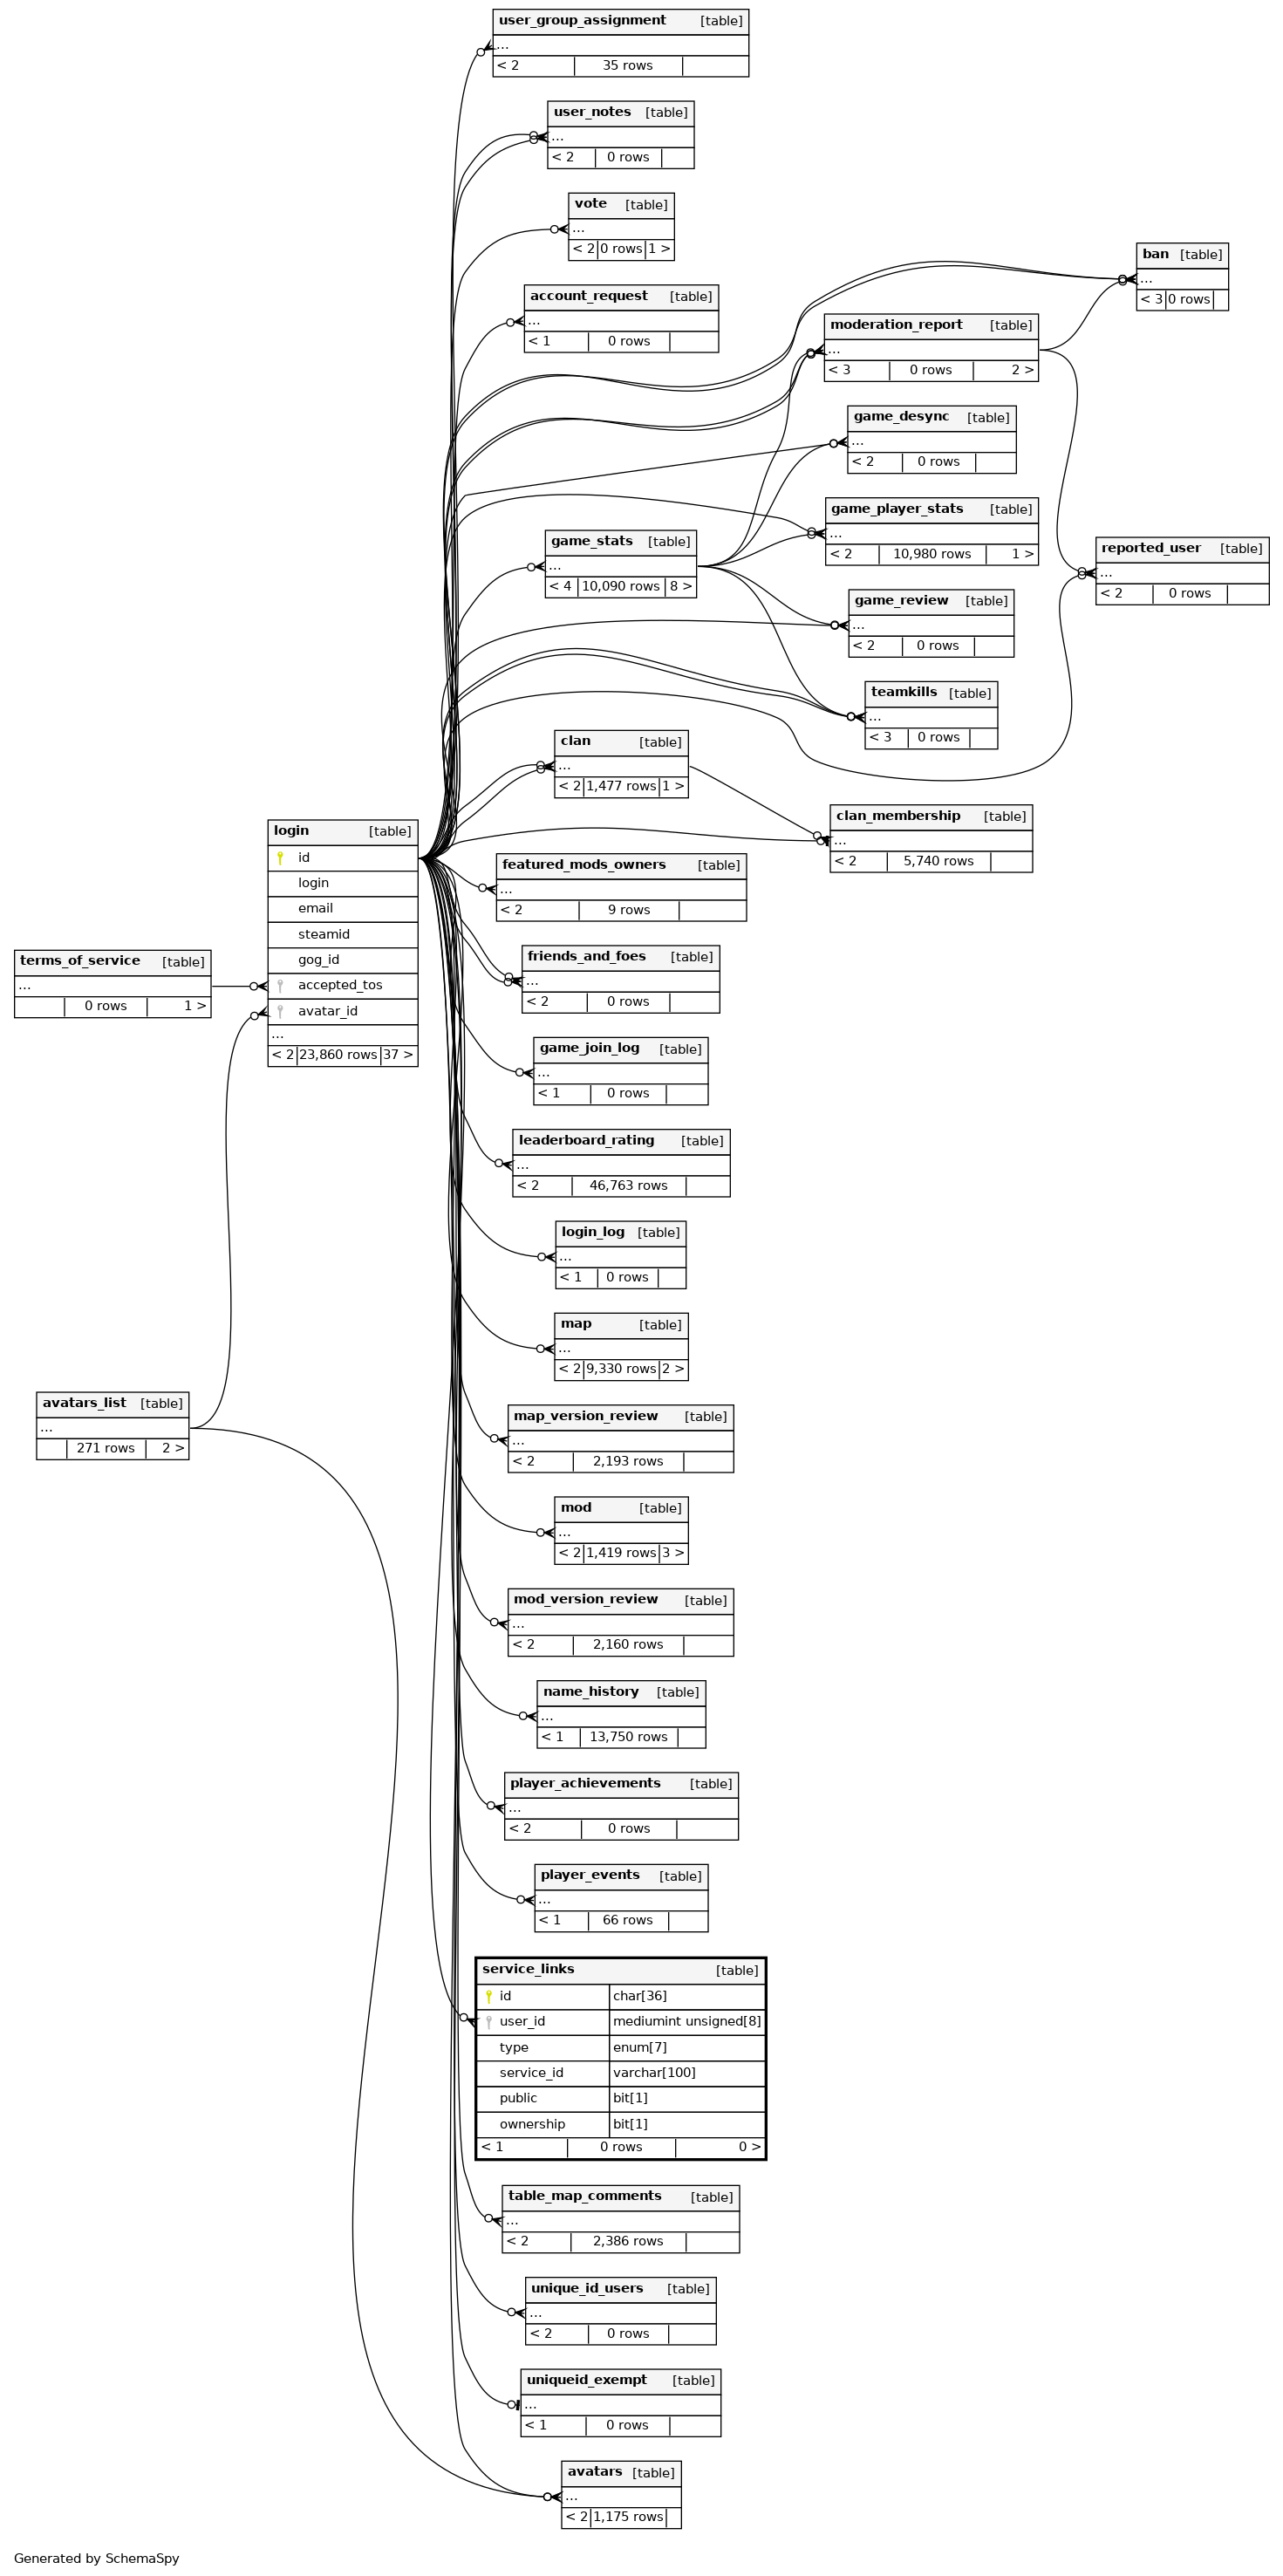 user_group_assignment [table]
...
< 2 35 rows
user_notes [table]
...
< 2 0 rows
vote [table]
...
< 2 0 rows 1 >
account_request [table]
...
< 1 0 rows
ban [table]
...
< 3 0 rows
moderation_report [table]
...
< 3 0 rows 2 >
game_desync [table]
...
< 2 0 rows
game_player_stats [table]
...
< 2 10,980 rows 1 >
game_stats [table]
...
< 4 10,090 rows 8 >
reported_user [table]
...
< 2 0 rows
game_review [table]
...
< 2 0 rows
teamkills [table]
...
< 3 0 rows
clan [table]
...
< 2 1,477 rows 1 >
clan_membership [table]
...
< 2 5,740 rows
login [table]
id
login
email
steamid
gog_id
accepted_tos
avatar_id
...
< 2 23,860 rows 37 >
featured_mods_owners [table]
...
< 2 9 rows
terms_of_service [table]
...
0 rows 1 >
friends_and_foes [table]
...
< 2 0 rows
game_join_log [table]
...
< 1 0 rows
leaderboard_rating [table]
...
< 2 46,763 rows
login_log [table]
...
< 1 0 rows
map [table]
...
< 2 9,330 rows 2 >
avatars_list [table]
...
271 rows 2 >
map_version_review [table]
...
< 2 2,193 rows
mod [table]
...
< 2 1,419 rows 3 >
mod_version_review [table]
...
< 2 2,160 rows
name_history [table]
...
< 1 13,750 rows
player_achievements [table]
...
< 2 0 rows
player_events [table]
...
< 1 66 rows
service_links [table]
id char[36]
user_id mediumint unsigned[8]
type enum[7]
service_id varchar[100]
public bit[1]
ownership bit[1]
< 1 0 rows 0 >
table_map_comments [table]
...
< 2 2,386 rows
unique_id_users [table]
...
< 2 0 rows
uniqueid_exempt [table]
...
< 1 0 rows
avatars [table]
...
< 2 1,175 rows
Generated by SchemaSpy